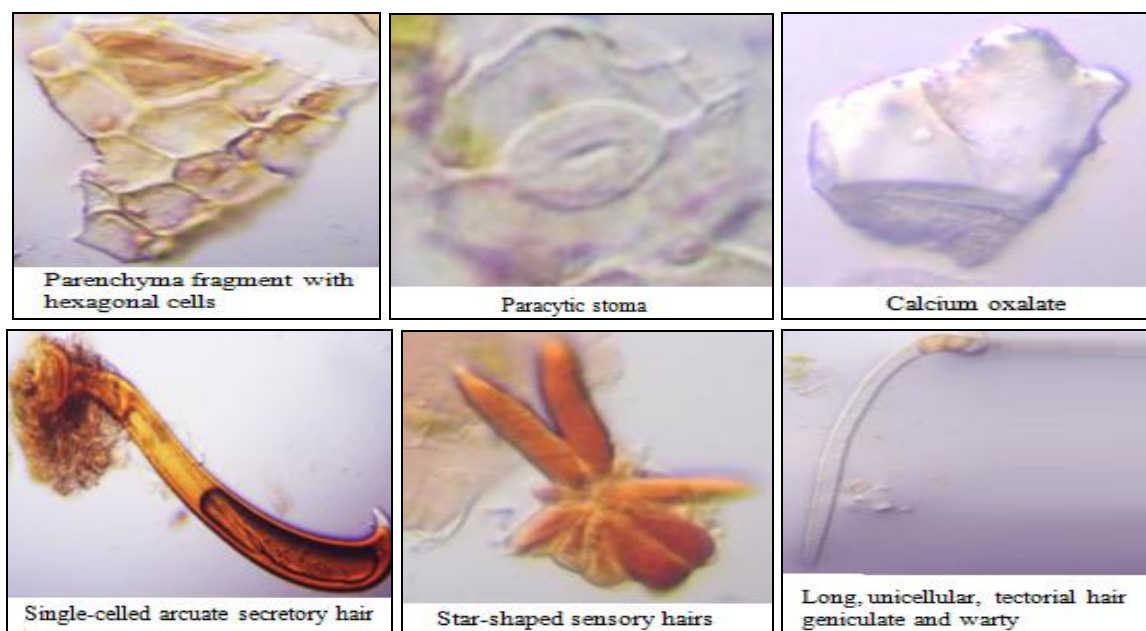 Parenchyma fragment with
hexagonal cells
Paracytic stoma
Calcium oxalate
Single-celled arcuate secretory hair
Star-shaped sensory hairs
Long, unicellular, tectorial hair
geniculate and warty